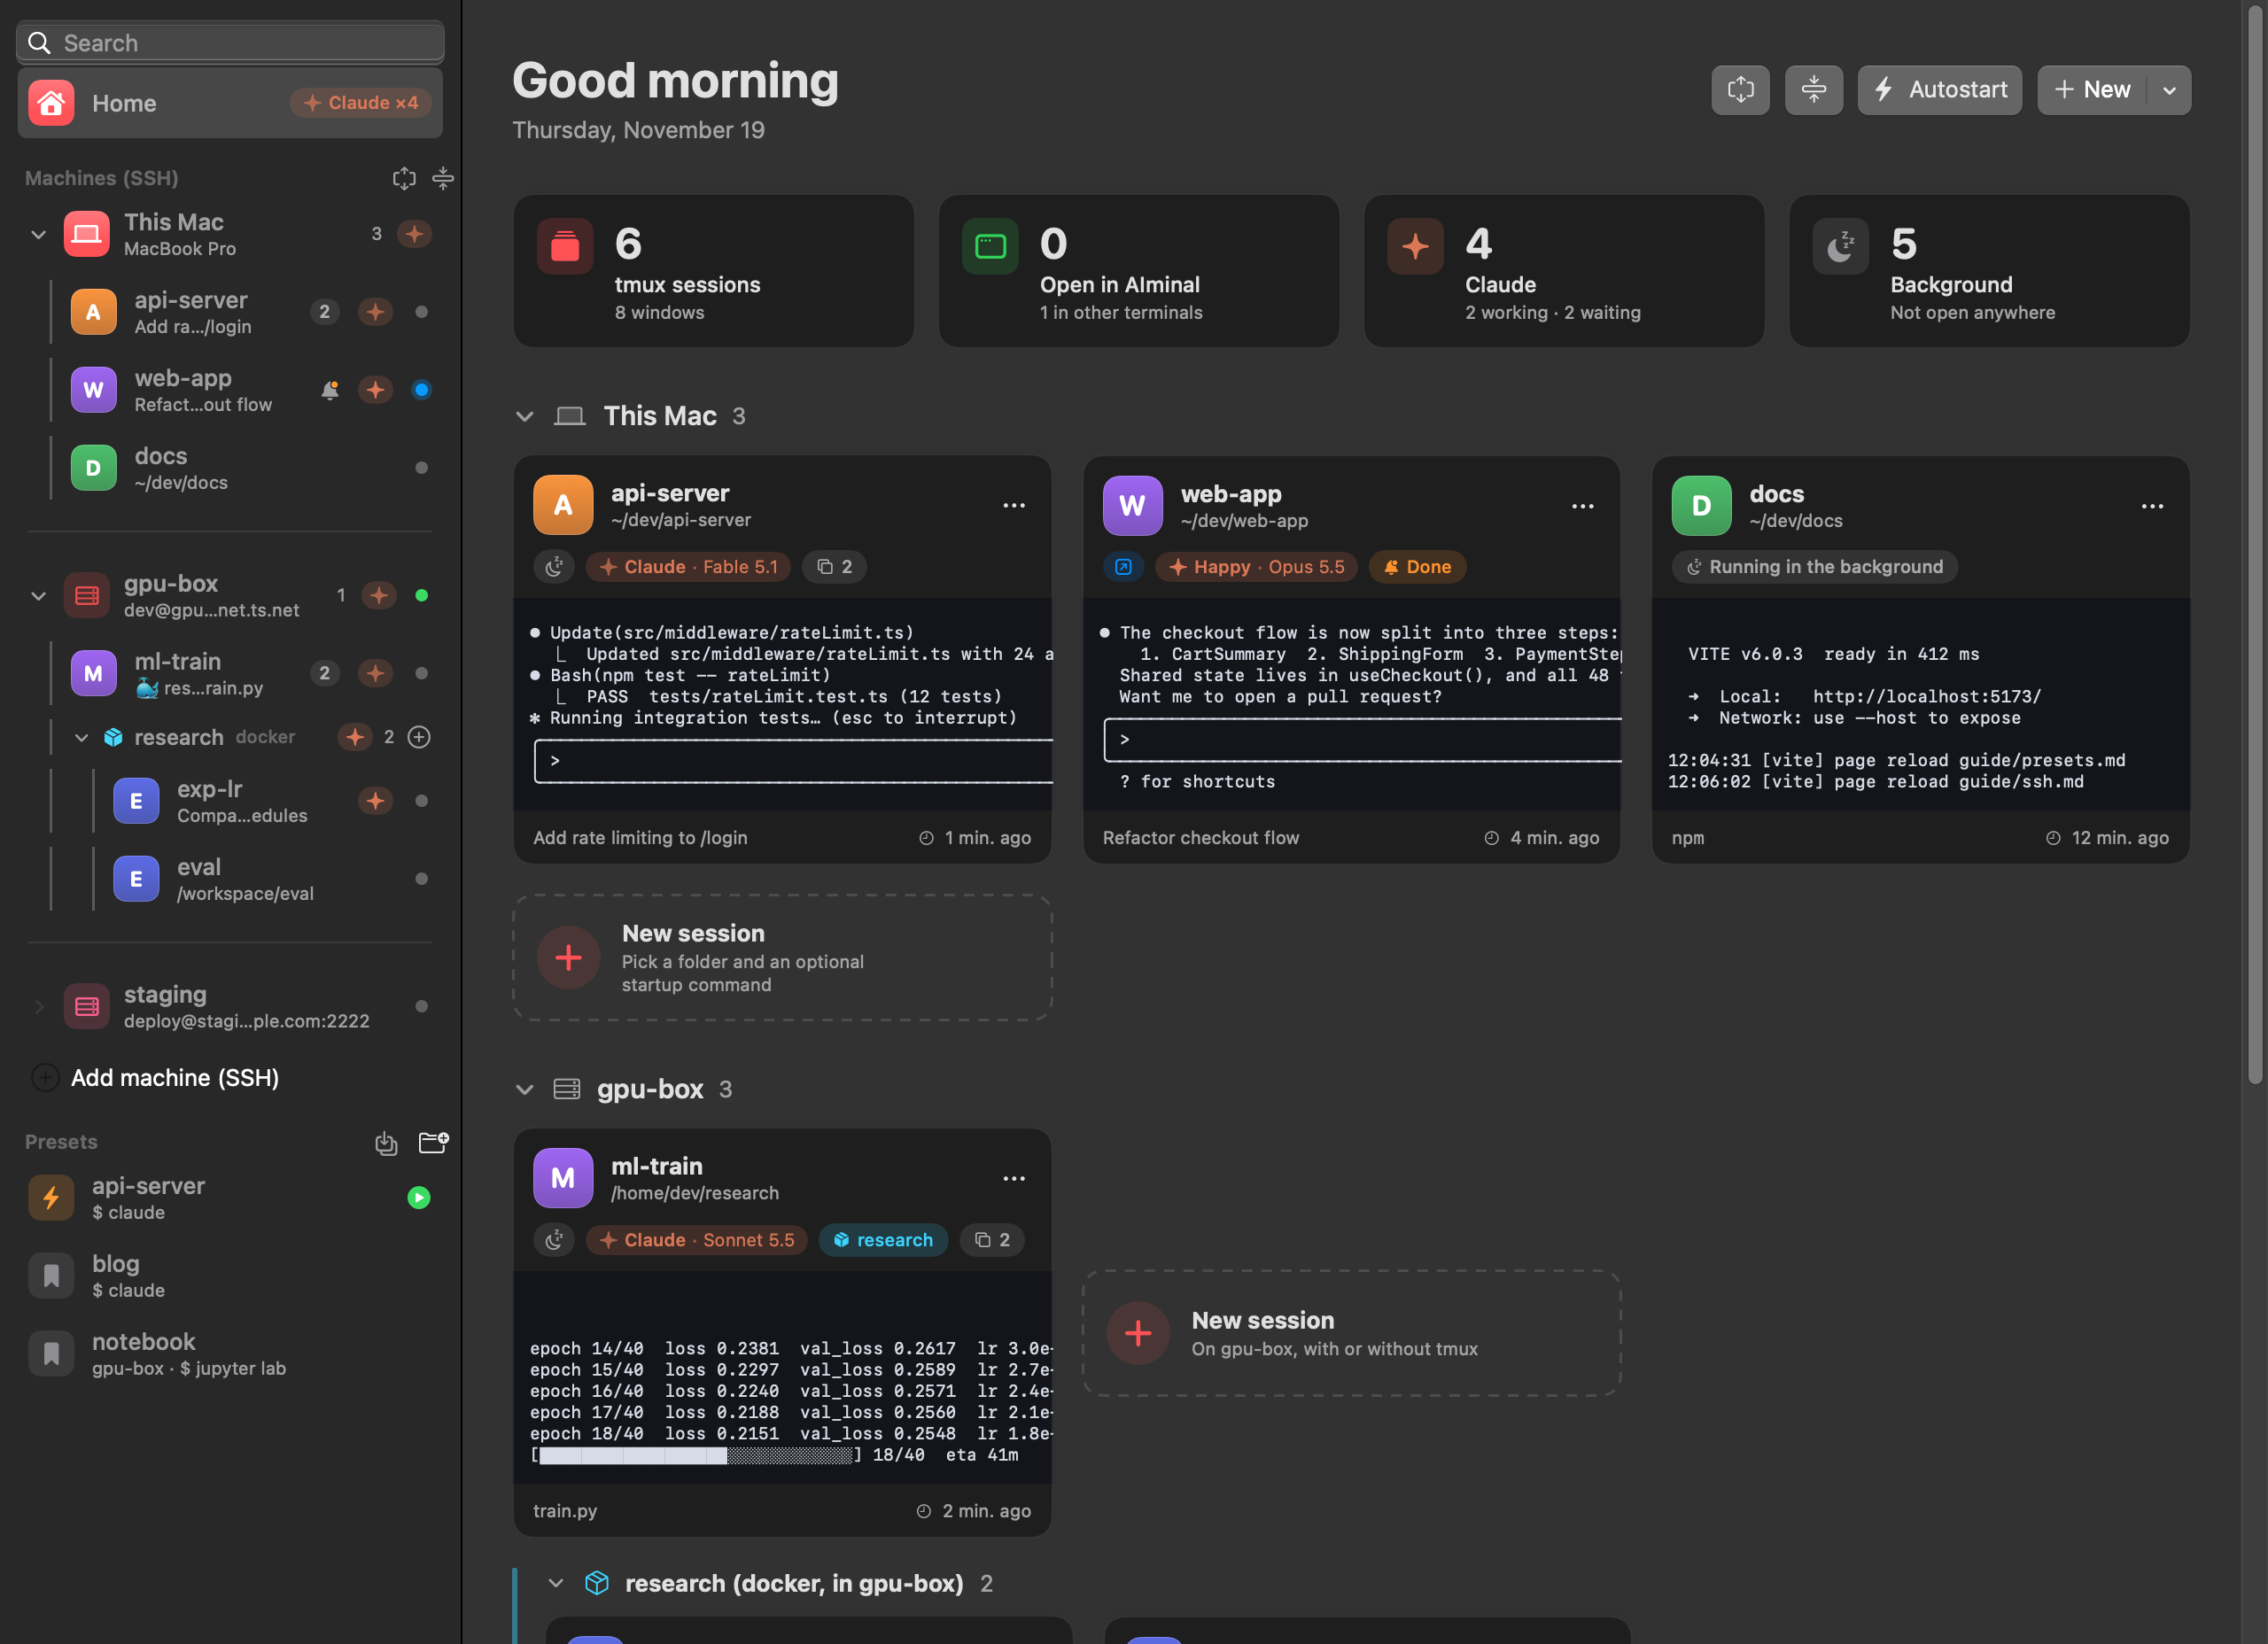 Search
Home
Claude ×4
Machines (SSH)
This Mac
MacBook Pro
3
A
api-server
Add ra.../login
2
W
web-app
Refact...out flow
D
docs
~/dev/docs
gpu-box
dev@gpu...net.ts.net
1
M
ml-train
🐳 res...rain.py
2
research docker
2
E
exp-lr
Compa...edules
E
eval
/workspace/eval
staging
deploy@stagi...ple.com:2222
Add machine (SSH)
Presets
api-server
$ claude
blog
$ claude
notebook
gpu-box · $ jupyter lab
Good morning
Thursday, November 19
Autostart
New
6
tmux sessions
8 windows
0
Open in Alminal
1 in other terminals
4
Claude
2 working · 2 waiting
5
Background
Not open anywhere
This Mac 3
A
api-server
~/dev/api-server
Claude · Fable 5.1
2
● Update(src/middleware/rateLimit.ts)
⎿ Updated src/middleware/rateLimit.ts with 24 a
● Bash(npm test -- rateLimit)
⎿ PASS tests/rateLimit.test.ts (12 tests)
✱ Running integration tests… (esc to interrupt)
>
Add rate limiting to /login
1 min. ago
W
web-app
~/dev/web-app
Happy · Opus 5.5
Done
● The checkout flow is now split into three steps:
1. CartSummary 2. ShippingForm 3. PaymentStep
Shared state lives in useCheckout(), and all 48
Want me to open a pull request?
>
? for shortcuts
Refactor checkout flow
4 min. ago
D
docs
~/dev/docs
Running in the background
VITE v6.0.3 ready in 412 ms
➜ Local: http://localhost:5173/
➜ Network: use --host to expose
12:04:31 [vite] page reload guide/presets.md
12:06:02 [vite] page reload guide/ssh.md
npm
12 min. ago
New session
Pick a folder and an optional
startup command
gpu-box 3
M
ml-train
/home/dev/research
Claude · Sonnet 5.5
research
2
epoch 14/40 loss 0.2381 val_loss 0.2617 lr 3.0e-
epoch 15/40 loss 0.2297 val_loss 0.2589 lr 2.7e-
epoch 16/40 loss 0.2240 val_loss 0.2571 lr 2.4e-
epoch 17/40 loss 0.2188 val_loss 0.2560 lr 2.1e-
epoch 18/40 loss 0.2151 val_loss 0.2548 lr 1.8e-
[ ] 18/40 eta 41m
train.py
2 min. ago
New session
On gpu-box, with or without tmux
research (docker, in gpu-box) 2